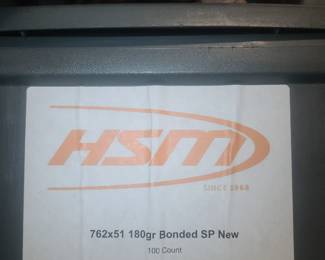 HSM
SINCE 1968
762x51 180gr Bonded SP New
100 Count